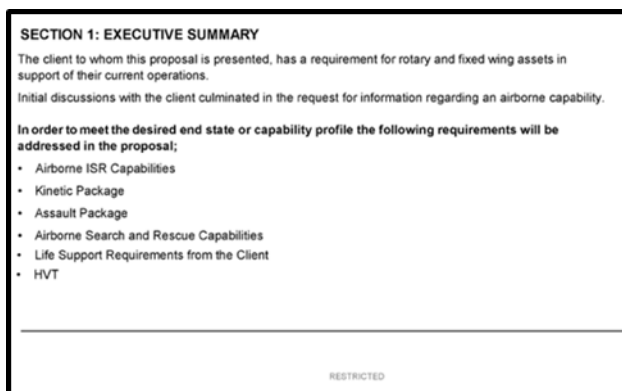 SECTION 1: EXECUTIVE SUMMARY
The client to whom this proposal is presented, has a requirement for rotary and fixed wing assets in
support of their current operations.
Initial discussions with the client culminated in the request for information regarding an airborne capability.
In order to meet the desired end state or capability profile the following requirements will be
addressed in the proposal;
• Airborne ISR Capabilities
• Kinetic Package
• Assault Package
• Airborne Search and Rescue Capabilities
• Life Support Requirements from the Client
• HVT
RESTRICTED